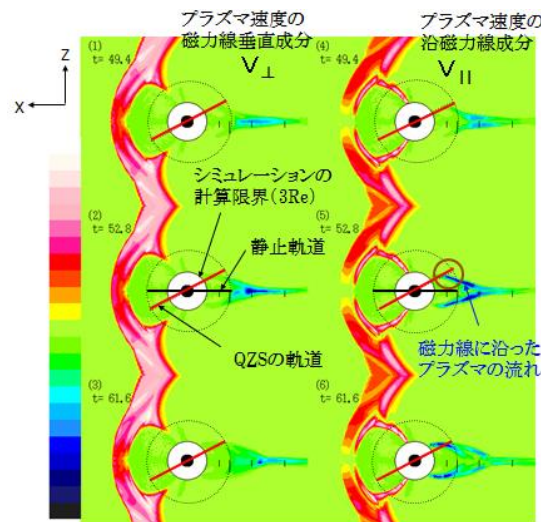 プラズマ速度の
磁力線垂直成分
V⊥
プラズマ速度の
沿磁力線成分
V||
Z
X
(1)
t= 49.4
(4)
t= 49.4
シミュレーションの
計算限界(3Re)
静止軌道
QZSの軌道
(2)
t= 52.8
(5)
t= 52.8
磁力線に沿った
プラズマの流れ
(3)
t= 61.6
(6)
t= 61.6